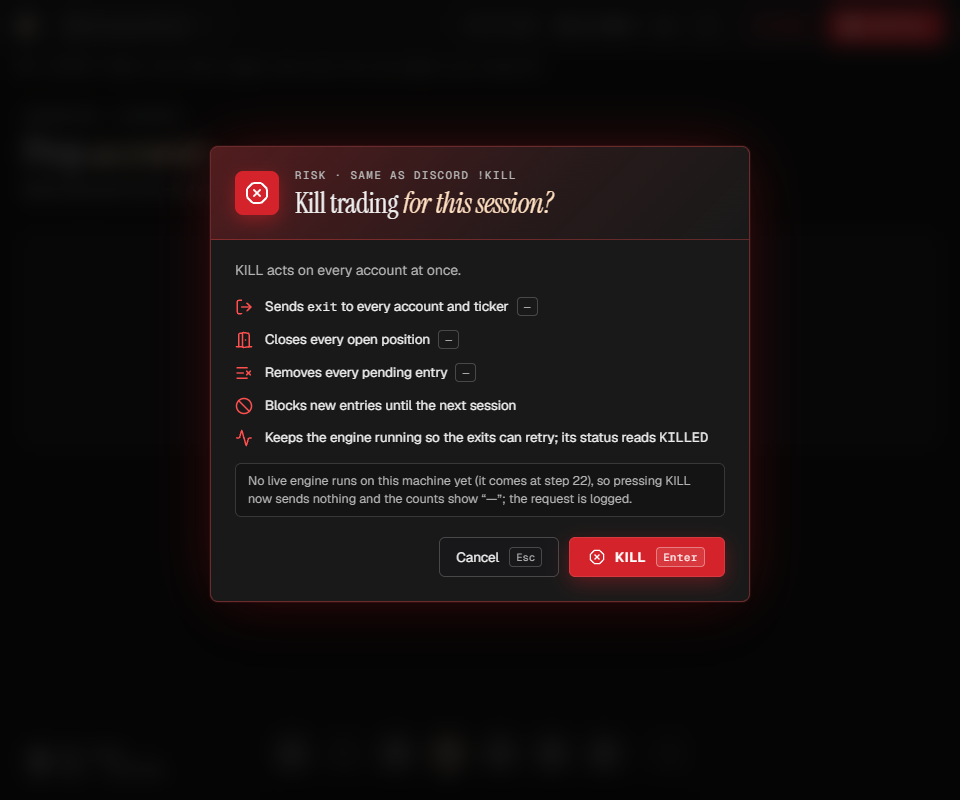 RISK · SAME AS DISCORD !KILL
Kill trading for this session?
KILL acts on every account at once.
Sends exit to every account and ticker —
Closes every open position —
Removes every pending entry —
Blocks new entries until the next session
Keeps the engine running so the exits can retry; its status reads KILLED
No live engine runs on this machine yet (it comes at step 22), so pressing KILL
now sends nothing and the counts show “—”; the request is logged.
Cancel Esc KILL Enter